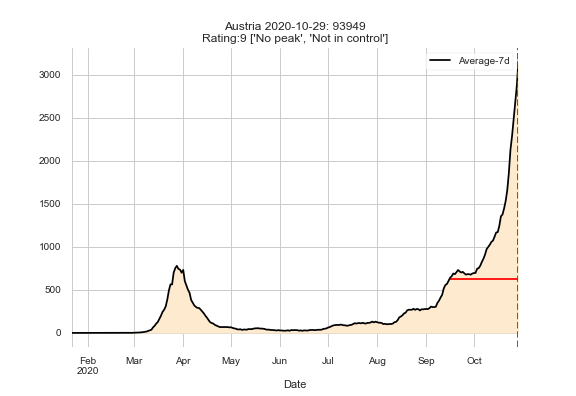 Austria 2020-10-29: 93949
Rating:9 ['No peak', 'Not in control']
Average-7d
3000
2500
2000
1500
1000
500
0
Feb Mar Apr May Jun Jul Aug Sep Oct
2020
Date